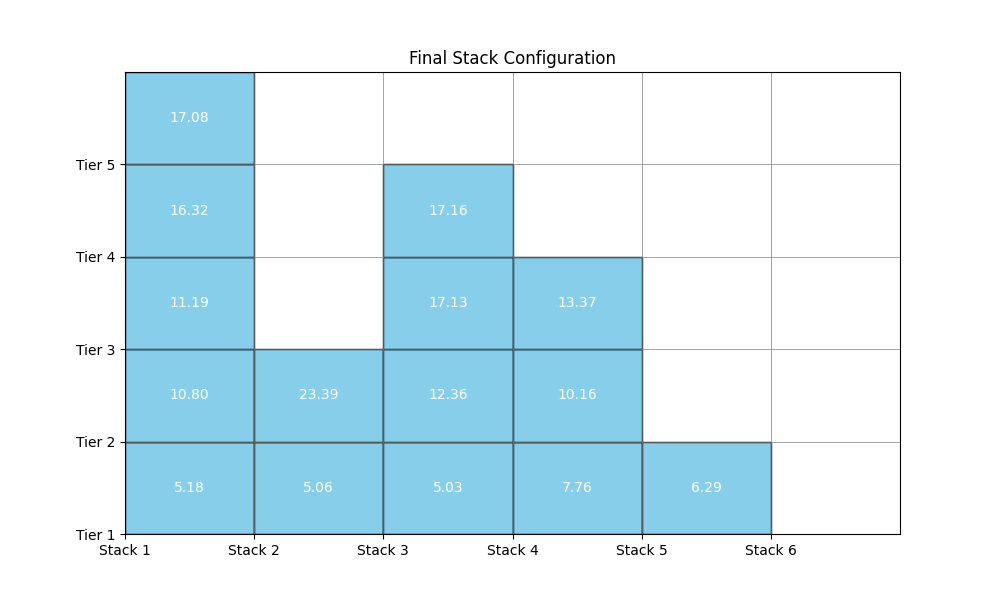 Final Stack Configuration
17.08
Tier 5
16.32 17.16
Tier 4
11.19 17.13 13.37
Tier 3
10.80 23.39 12.36 10.16
Tier 2
5.18 5.06 5.03 7.76 6.29
Tier 1
Stack 1 Stack 2 Stack 3 Stack 4 Stack 5 Stack 6